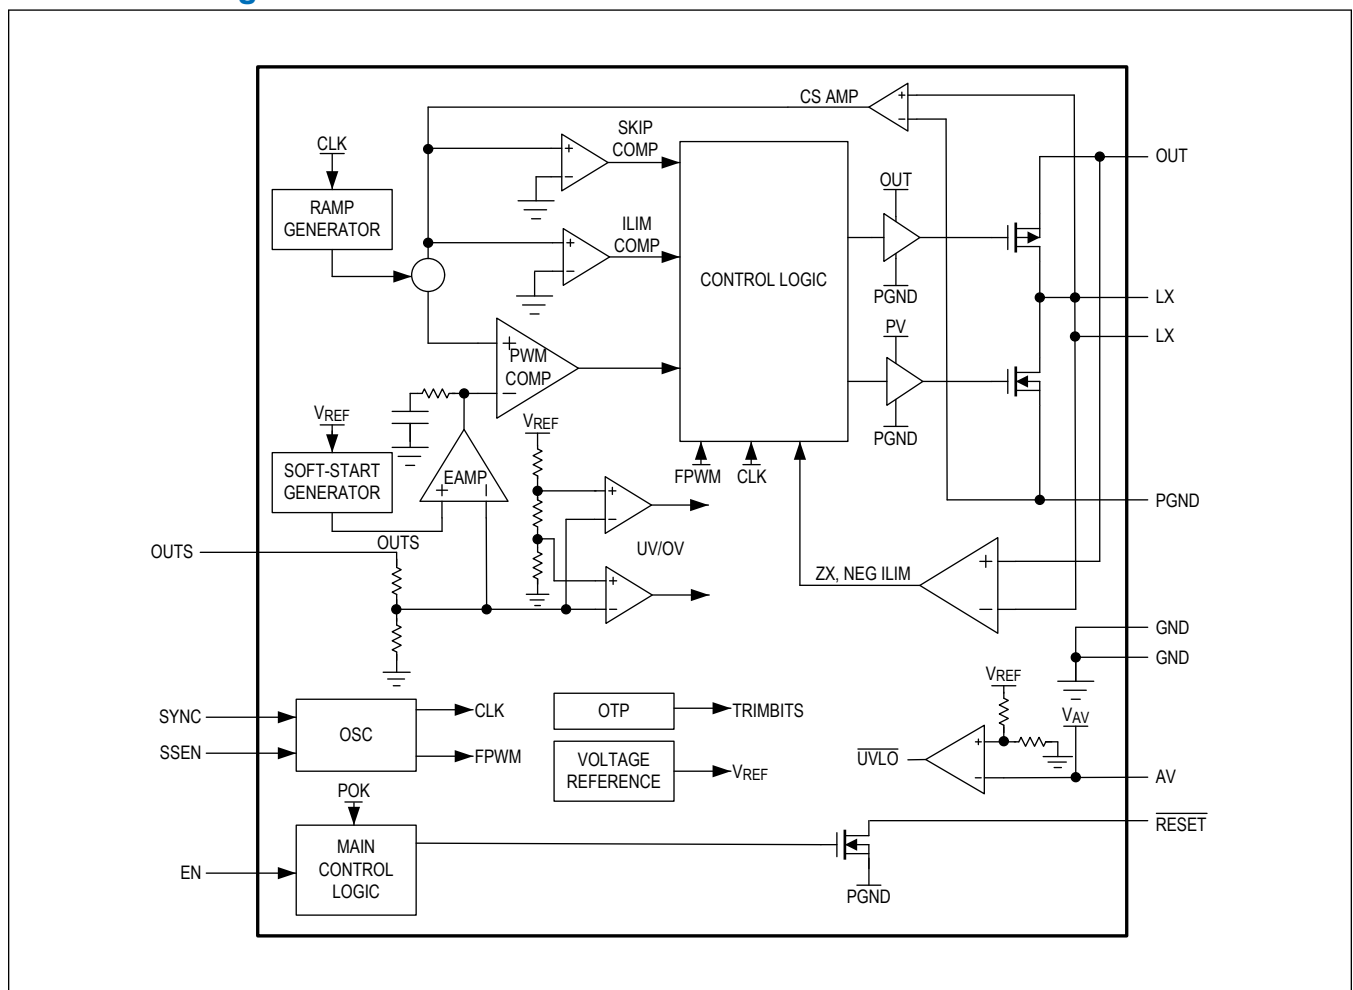 CS AMP
SKIP
COMP
CLK
OUT
OUT
RAMP
GENERATOR
ILIM
COMP
CONTROL LOGIC
PGND
LX
PV
LX
PWM
COMP
VREF
VREF
PGND
SOFT-START
GENERATOR
EAMP
FPWM
CLK
PGND
OUTS
OUTS
UV/OV
ZX, NEG ILIM
GND
GND
VREF
VAV
SYNC
OSC
CLK
OTP
TRIMBITS
SSEN
FPWM
VOLTAGE
REFERENCE
VREF
UVLO
AV
POK
RESET
MAIN
CONTROL
LOGIC
EN
PGND